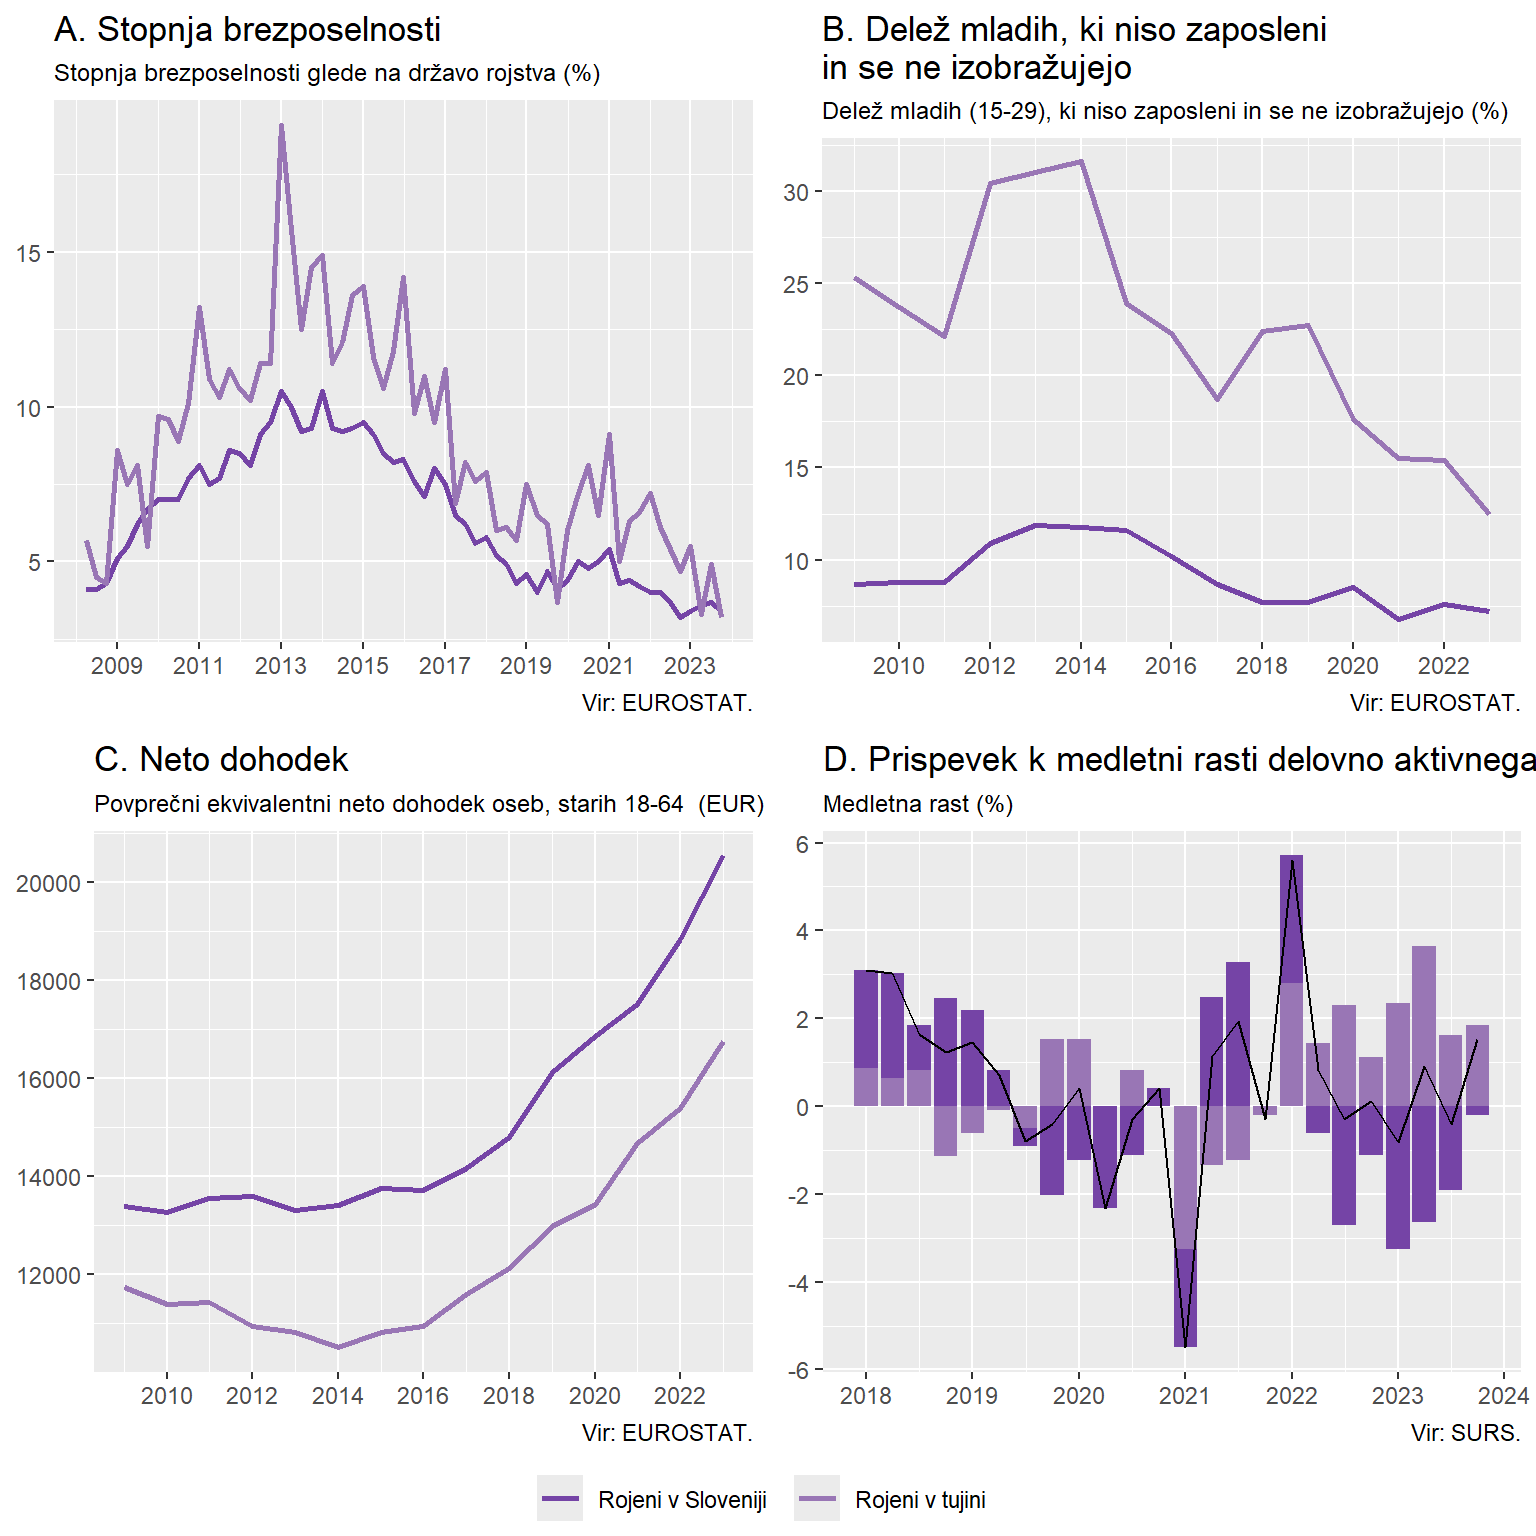 A. Stopnja brezposelnosti
Stopnja brezposelnosti glede na državo rojstva (%)
15
10
5
2009 2011 2013 2015 2017 2019 2021 2023
Vir: EUROSTAT.
B. Delež mladih, ki niso zaposleni
in se ne izobražujejo
Delež mladih (15-29), ki niso zaposleni in se ne izobražujejo (%)
30
25
20
15
10
2010 2012 2014 2016 2018 2020 2022
Vir: EUROSTAT.
C. Neto dohodek
Povprečni ekvivalentni neto dohodek oseb, starih 18-64 (EUR)
20000
18000
16000
14000
12000
2010 2012 2014 2016 2018 2020 2022
Vir: EUROSTAT.
D. Prispevek k medletni rasti delovno aktivnega
Medletna rast (%)
6
4
2
0
-2
-4
-6
2018 2019 2020 2021 2022 2023 2024
Vir: SURS.
Rojeni v Sloveniji Rojeni v tujini